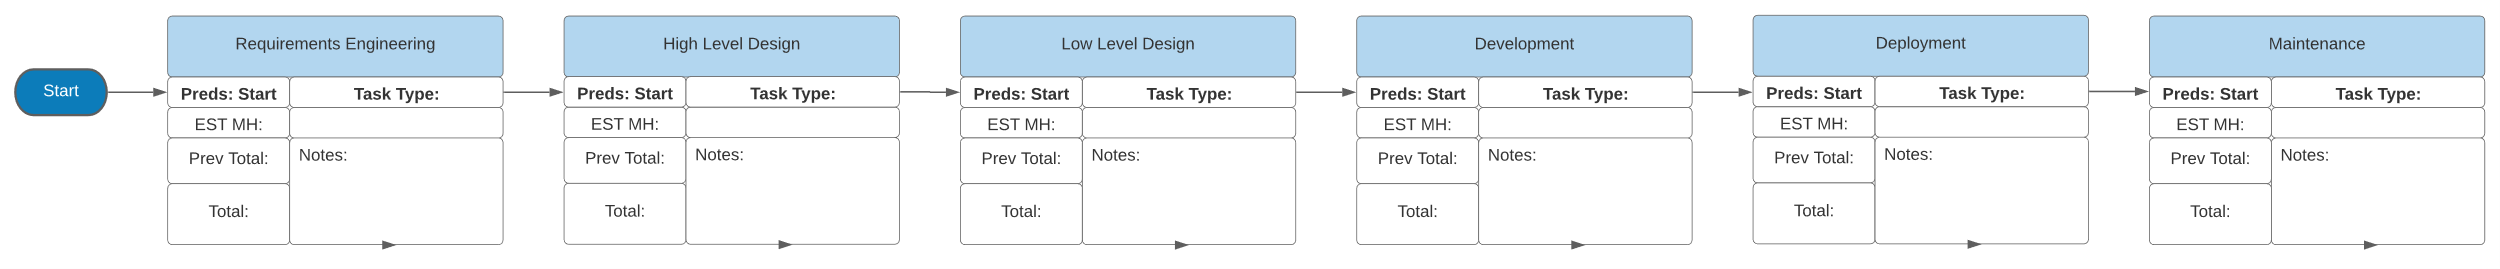 Start
Requirements Engineering
Preds: Start
Task Type:
EST MH:
Prev Total:
Notes:
Total:
High Level Design
Preds: Start
Task Type:
EST MH:
Prev Total:
Notes:
Total:
Low Level Design
Preds: Start
Task Type:
EST MH:
Prev Total:
Notes:
Total:
Development
Preds: Start
Task Type:
EST MH:
Prev Total:
Notes:
Total:
Deployment
Preds: Start
Task Type:
EST MH:
Prev Total:
Notes:
Total:
Maintenance
Preds: Start
Task Type:
EST MH:
Prev Total:
Notes:
Total: